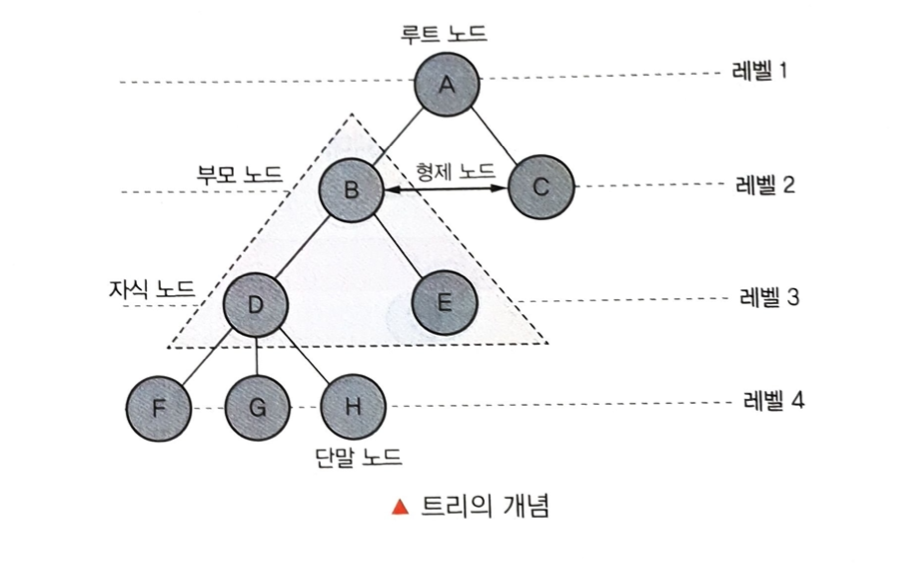 루트 노드
A
레벨 1
부모 노드
B
형제 노드
C
레벨 2
자식 노드
D
E
레벨 3
F
G
H
레벨 4
단말 노드
▲ 트리의 개념